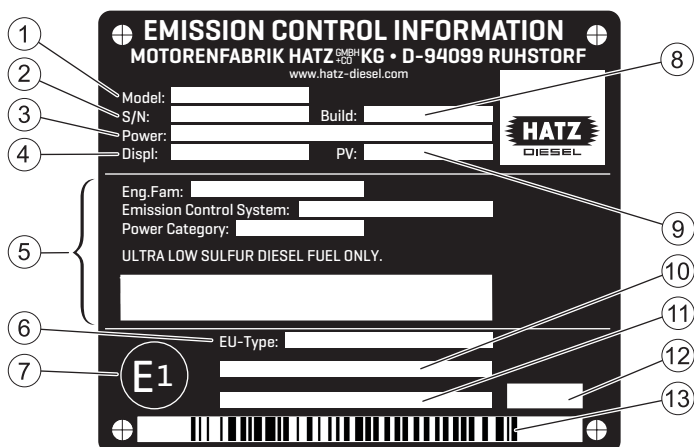 EMISSION CONTROL INFORMATION
MOTORENFABRIK HATZ GMBH +CO KG • D-94099 RUHSTORF
www.hatz-diesel.com
Model:
S/N: Build:
Power:
Displ: PV:
HATZ
DIESEL
Eng.Fam:
Emission Control System:
Power Category:
ULTRA LOW SULFUR DIESEL FUEL ONLY.
EU-Type:
E1
1
2
3
4
5
6
7
8
9
10
11
12
13